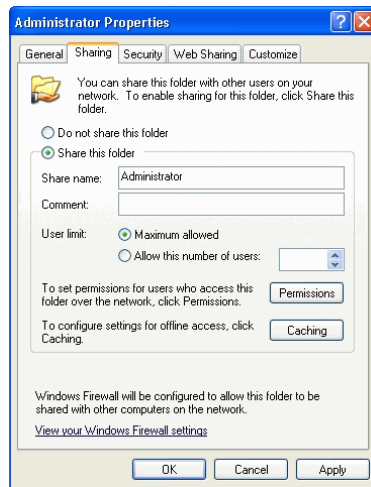 Administrator Properties
General Sharing Security Web Sharing Customize
You can share this folder with other users on your
network. To enable sharing for this folder, click Share this
folder.
Do not share this folder
Share this folder
Share name: Administrator
Comment:
User limit: Maximum allowed
Allow this number of users:
To set permissions for users who access this
folder over the network, click Permissions.
Permissions
To configure settings for offline access, click
Caching.
Caching
Windows Firewall will be configured to allow this folder to be
shared with other computers on the network.
View your Windows Firewall settings
OK Cancel Apply